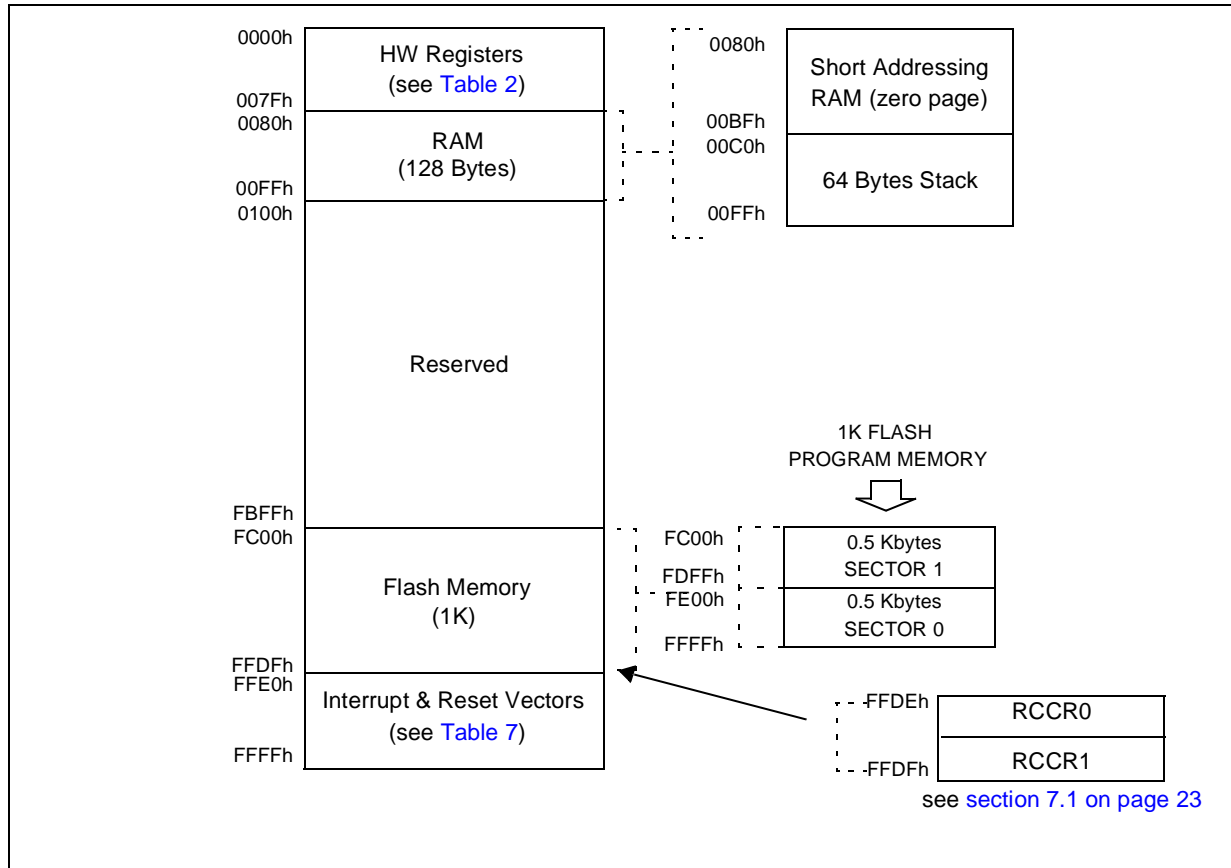 0000h
HW Registers
(see Table 2)
007Fh
0080h
RAM
(128 Bytes)
00FFh
0100h
Reserved
FBFFh
FC00h
Flash Memory
(1K)
FFDFh
FFE0h
Interrupt & Reset Vectors
(see Table 7)
FFFFh
0080h
Short Addressing
RAM (zero page)
00BFh
00C0h
64 Bytes Stack
00FFh
1K FLASH
PROGRAM MEMORY
FC00h
0.5 Kbytes
SECTOR 1
FDFFh
FE00h
0.5 Kbytes
SECTOR 0
FFFFh
FFDEh
RCCR0
RCCR1
FFDFh
see section 7.1 on page 23